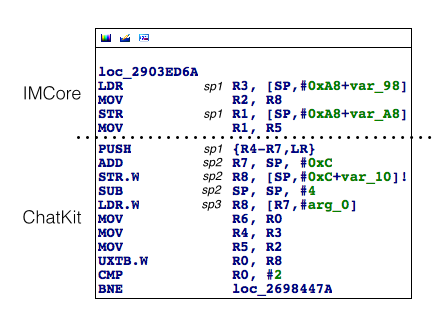 loc_2903ED6A
IMCore
LDR sp1 R3, [SP,#0xA8+var_98]
MOV R2, R8
STR sp1 R1, [SP,#0xA8+var_A8]
MOV R1, R5
PUSH sp1 {R4-R7,LR}
ADD sp2 R7, SP, #0xC
STR.W sp2 R8, [SP,#0xC+var_10]!
SUB sp2 SP, SP, #4
ChatKit
LDR.W sp3 R8, [R7,#arg_0]
MOV R6, R0
MOV R4, R3
MOV R5, R2
UXTB.W R0, R8
CMP R0, #2
BNE loc_2698447A